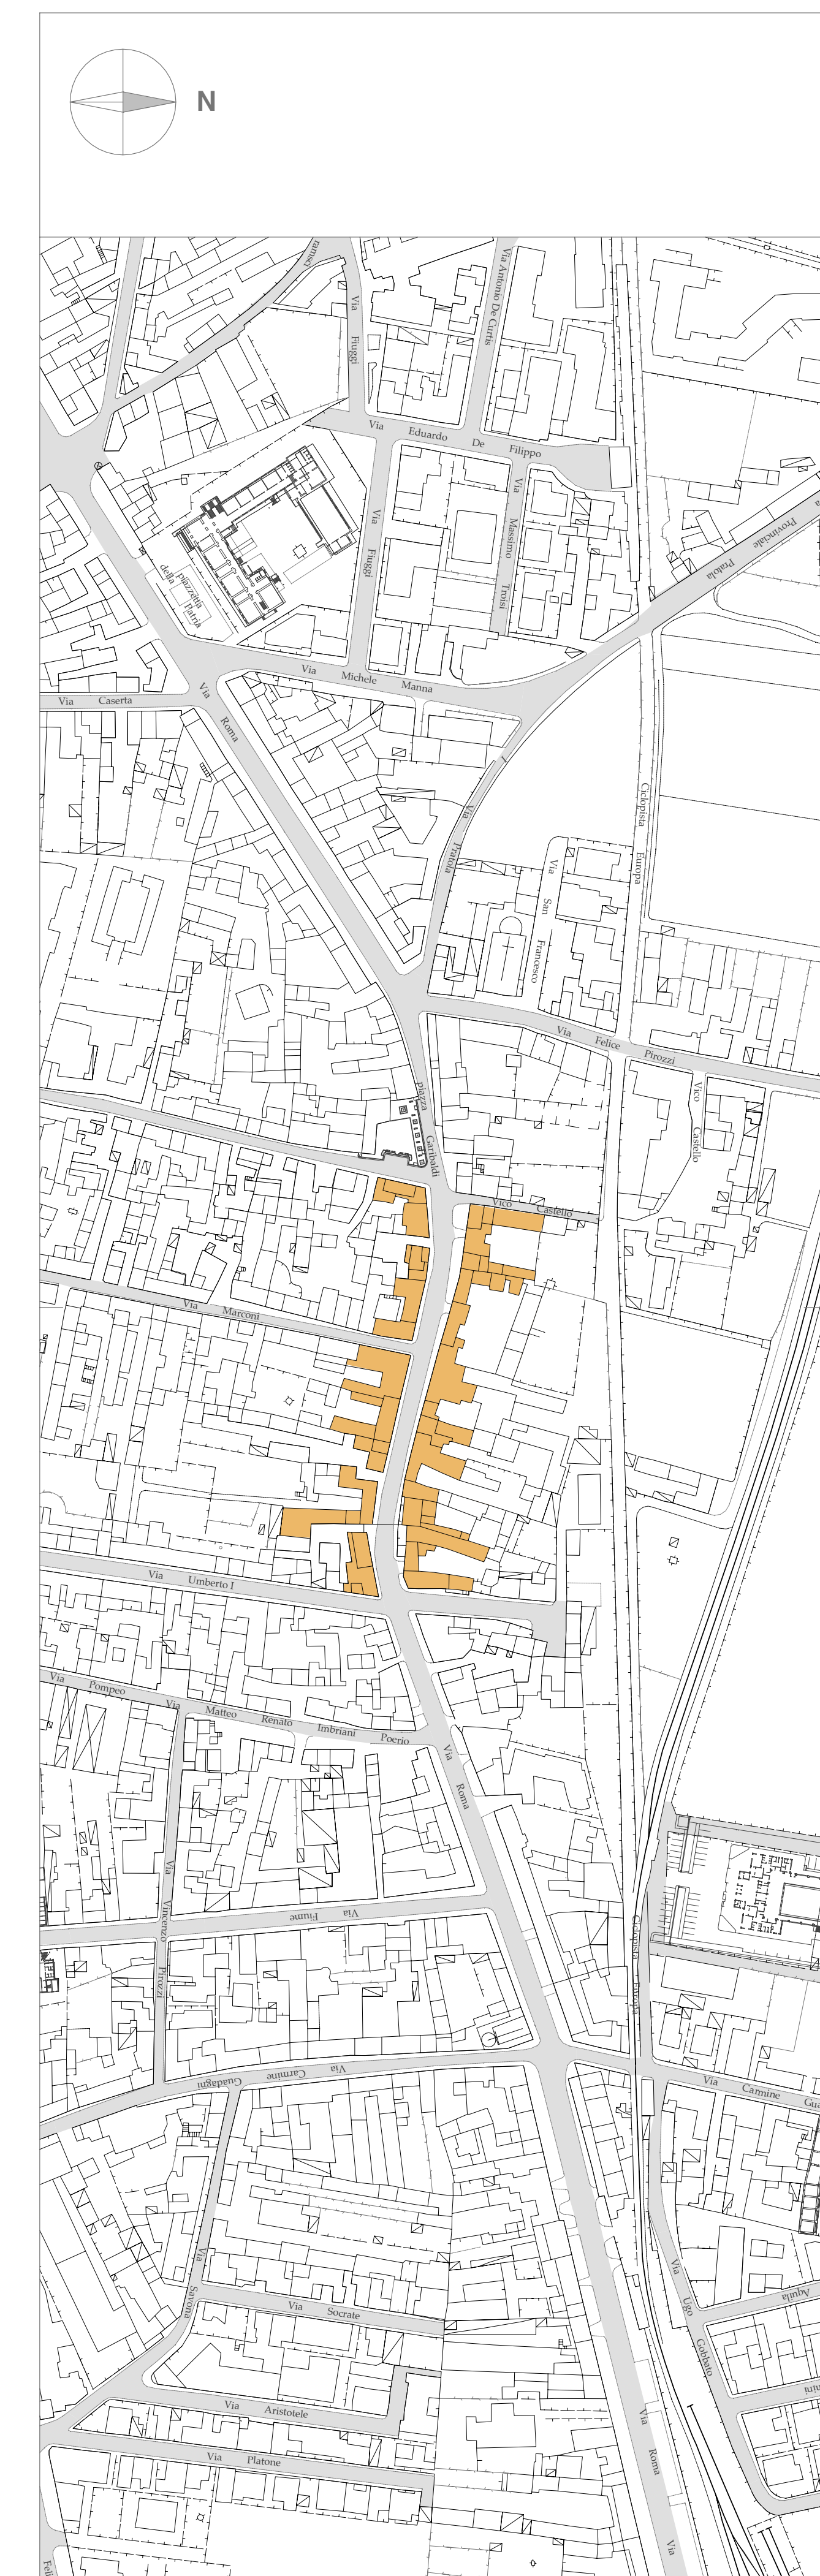 N
ramsci
Via Fiuggi
Via Antonio De Curtis
Via Eduardo De Filippo
Via Massimo Troisi
Via Fiuggi
Provinciale
Pratola
piazzetta
della Patria
Via Michele Manna
Via Caserta
Via Roma
Via Pratola
Ciclopista Europa
Via San Francesco
Via Felice Pirozzi
Vico Castello
piazza Garibaldi
Vico Castello
Via Marconi
Via Umberto I
Via Pompeo
Via Matteo Renato Imbriani Poerio
Via Roma
Via Vincenzo Pirozzi
Via Fiume
Ciclopista Europa
Via Carmine Guadagni
Via Carmine Gua
Via Savona
Via Socrate
Via Ugo Gobbato
Aquila
Via Aristotele
Via Roma
Via Platone
Via
Feli